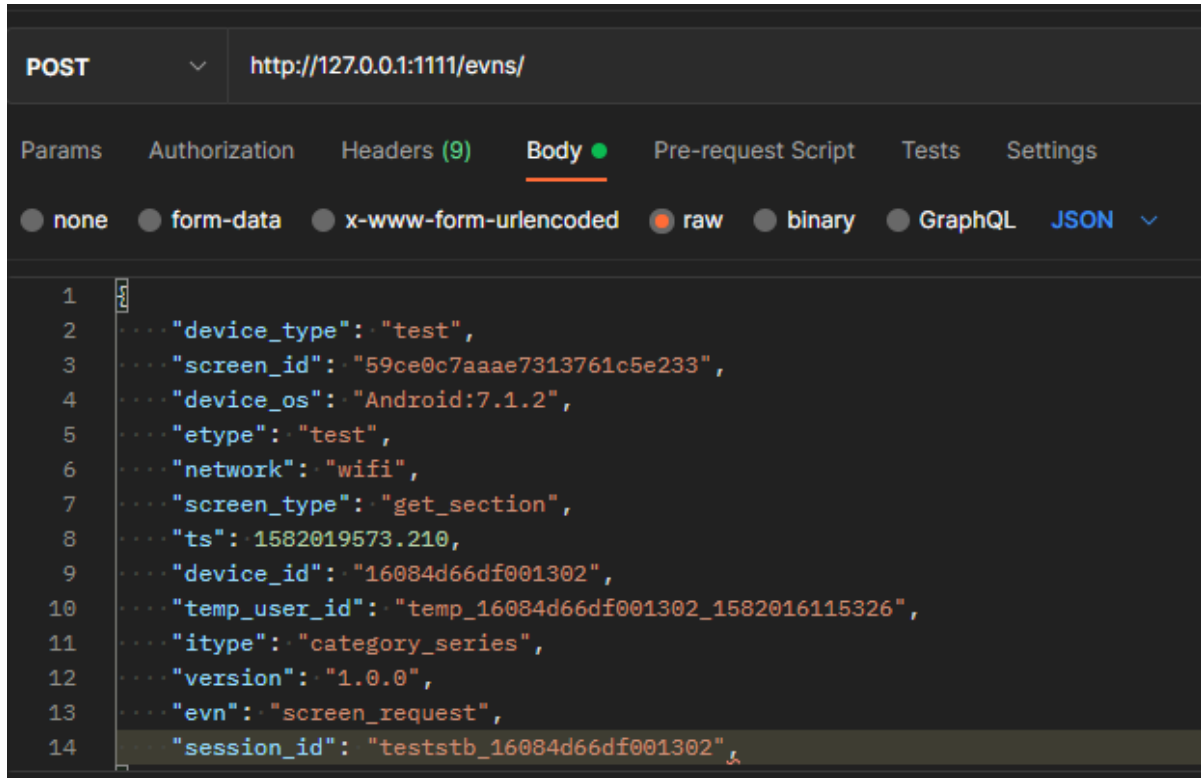 POST http://127.0.0.1:1111/evns/
Params Authorization Headers (9) Body Pre-request Script Tests Settings
none form-data x-www-form-urlencoded raw binary GraphQL JSON
1 {
2 "device_type": "test",
3 "screen_id": "59ce0c7aaae7313761c5e233",
4 "device_os": "Android:7.1.2",
5 "etype": "test",
6 "network": "wifi",
7 "screen_type": "get_section",
8 "ts": 1582019573.210,
9 "device_id": "16084d66df001302",
10 "temp_user_id": "temp_16084d66df001302_1582016115326",
11 "itype": "category_series",
12 "version": "1.0.0",
13 "evn": "screen_request",
14 "session_id": "teststb_16084d66df001302",